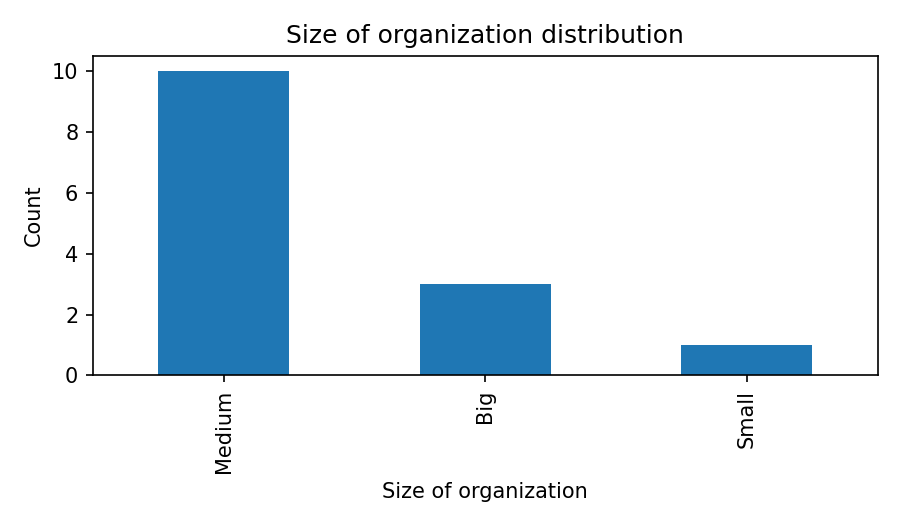 Size of organization distribution
10
8
6
4
2
0
Count
Medium
Big
Small
Size of organization